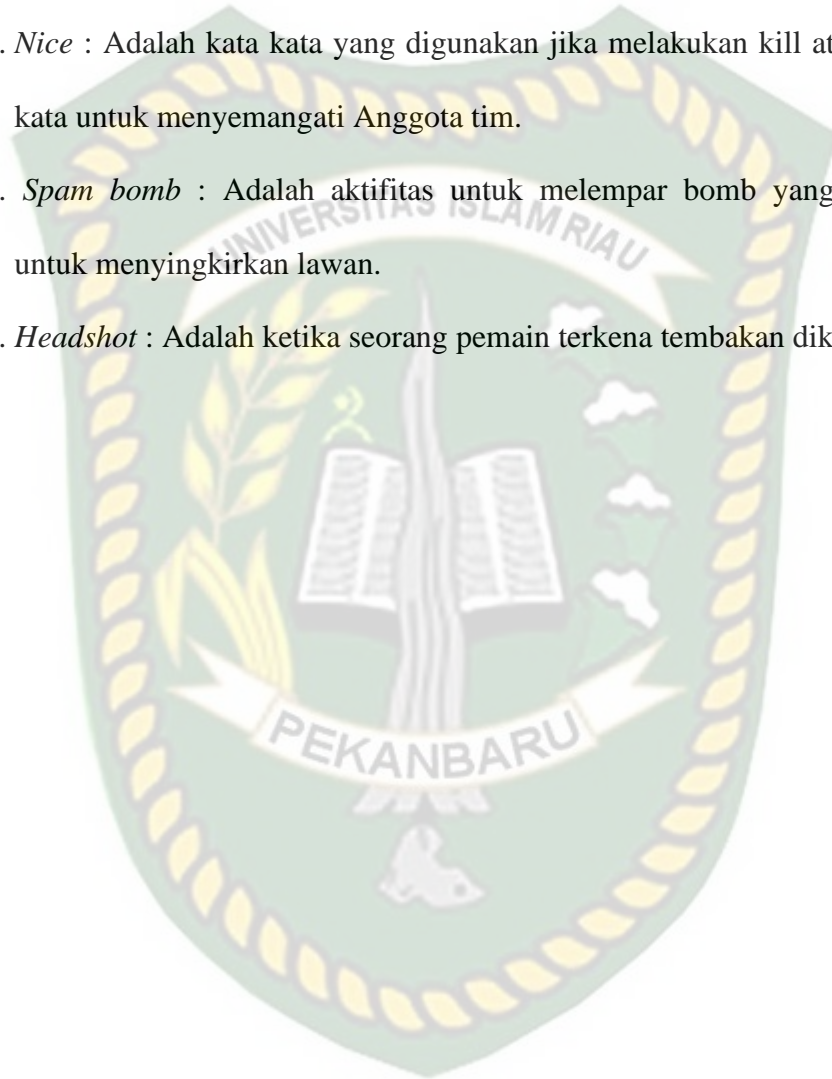 . Nice : Adalah kata kata yang digunakan jika melakukan kill at
kata untuk menyemangati Anggota tim.
. Spam bomb : Adalah aktifitas untuk melempar bomb yang
untuk menyingkirkan lawan.
. Headshot : Adalah ketika seorang pemain terkena tembakan dik
UNIVERSITAS ISLAM RIAU
PEKANBARU